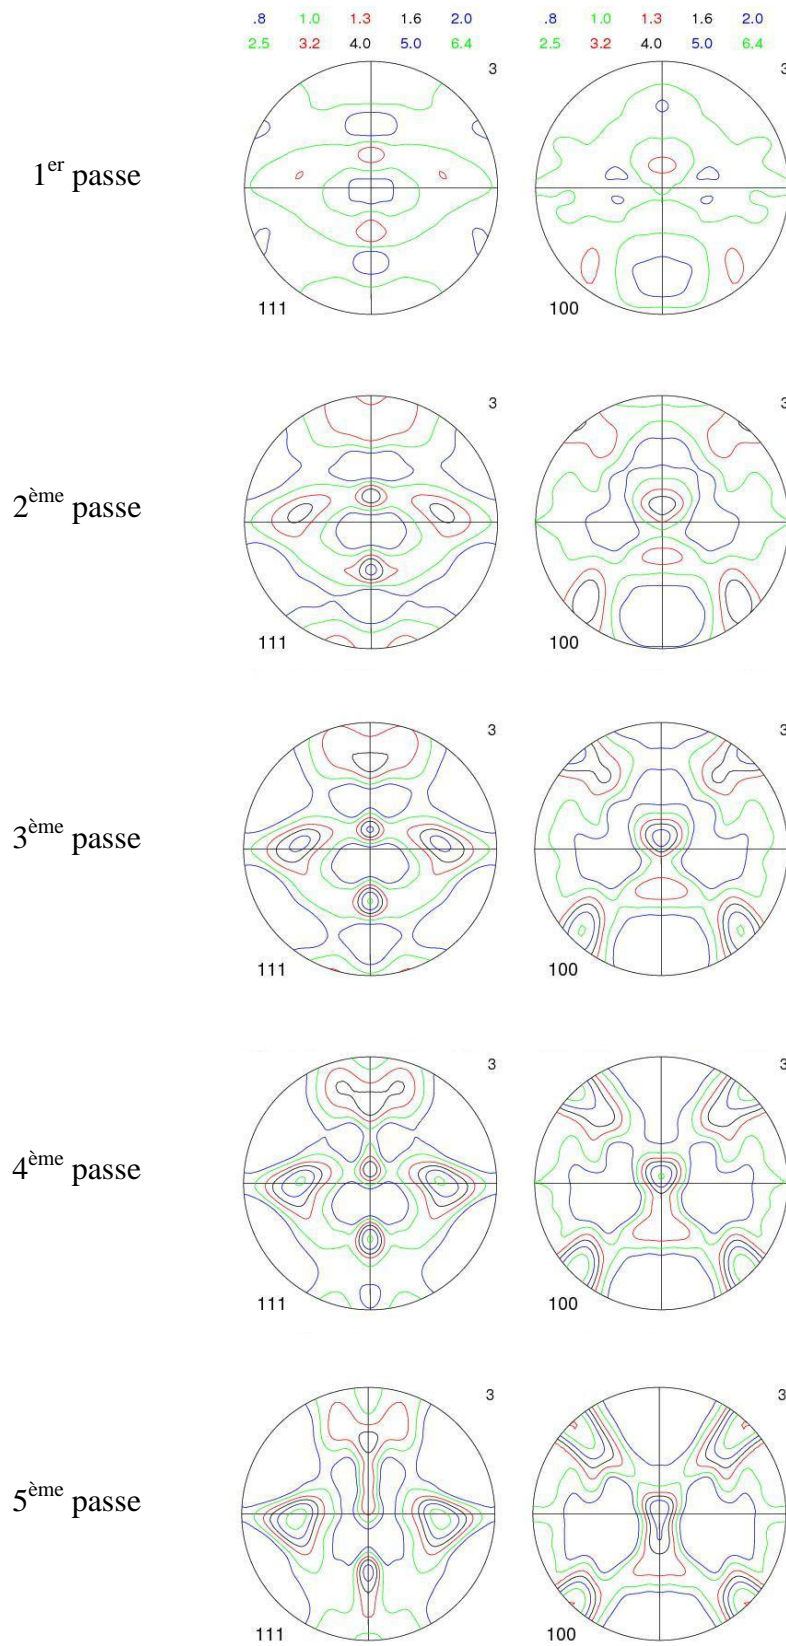 .8 1.0 1.3 1.6 2.0 .8 1.0 1.3 1.6 2.0
2.5 3.2 4.0 5.0 6.4 2.5 3.2 4.0 5.0 6.4
3 3
1er passe
111 100
3 3
2ème passe
111 100
3 3
3ème passe
111 100
3 3
4ème passe
111 100
3 3
5ème passe
111 100